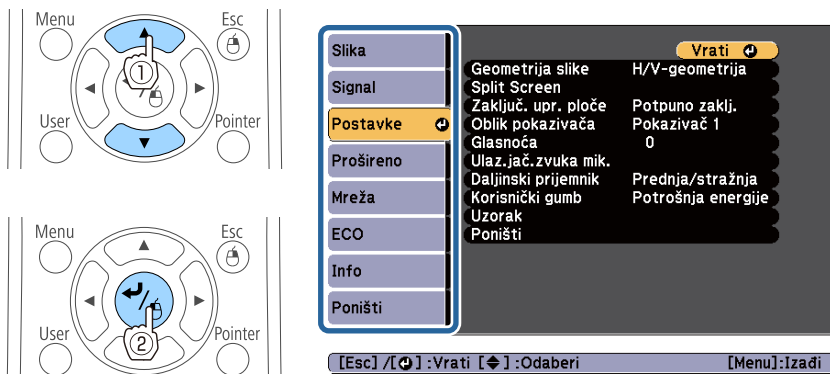 Menu
Esc
1
User
Pointer
Menu
Esc
User
Pointer
2
Slika
Signal
Postavke
Prošireno
Mreža
ECO
Info
Poništi
Vrati
Geometrija slike H/V-geometrija
Split Screen
Zaključ. upr. ploče Potpuno zaklj.
Oblik pokazivača Pokazivač 1
Glasnoća 0
Ulaz.jač.zvuka mik.
Daljinski prijemnik Prednja/stražnja
Korisnički gumb Potrošnja energije
Uzorak
Poništi
[Esc] /[⏎] :Vrati [◆] :Odaberi [Menu]:Izađi